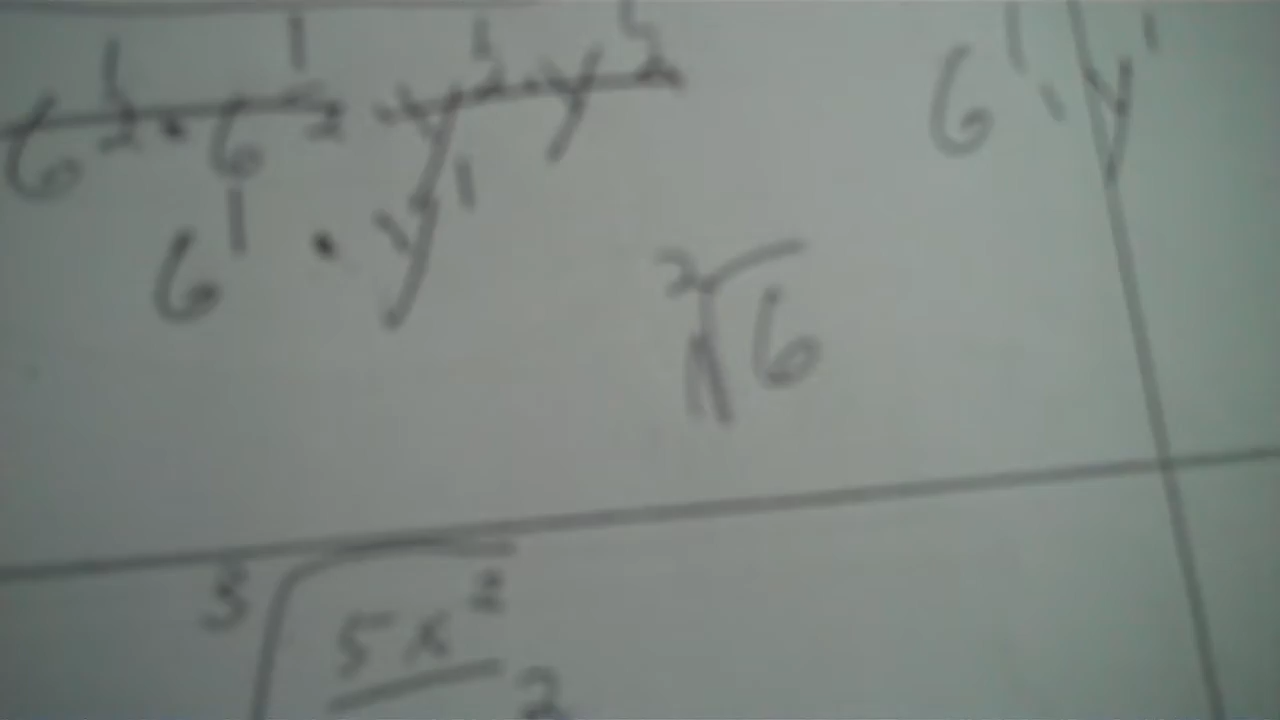 6^1/2 · 6^1/2 · y^1/2 · y^1/2
6^1 · y^1
6^1 · y^1
²√6
³√5x²
2